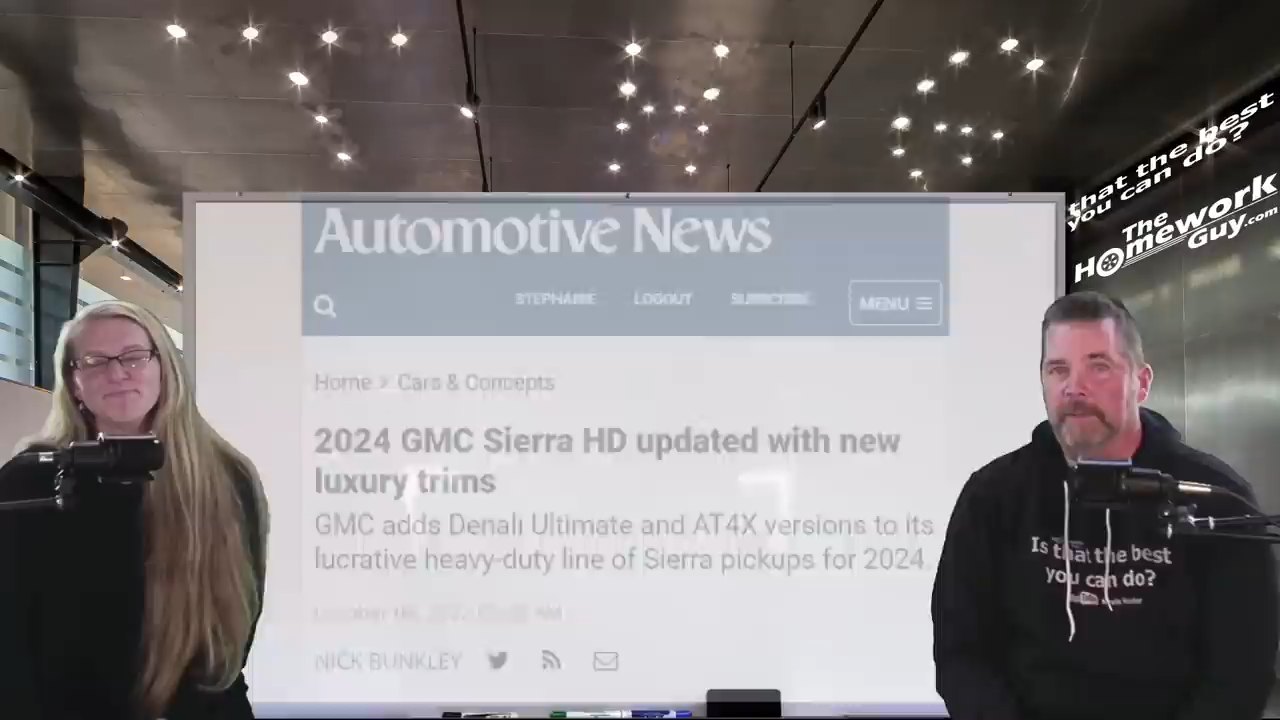 that the best
you can do?
The
Homework
Guy.com
Automotive News
STEPHANIE LOGOUT SUBSCRIBE MENU
Home > Cars & Concepts
2024 GMC Sierra HD updated with new
luxury trims
GMC adds Denali Ultimate and AT4X versions to its
lucrative heavy-duty line of Sierra pickups for 2024.
NICK BUNKLEY
Is that the best
you can do?